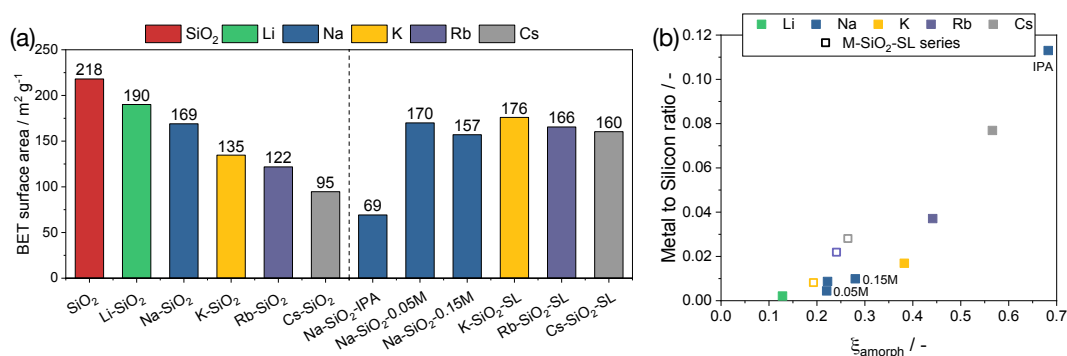 (a)
SiO₂ Li Na K Rb Cs
BET surface area / m² g⁻¹
250
200
150
100
50
0
218
190
169
135
122
95
69
170
157
176
166
160
SiO₂
Li-SiO₂
Na-SiO₂
K-SiO₂
Rb-SiO₂
Cs-SiO₂
Na-SiO₂-IPA
Na-SiO₂-0.05M
Na-SiO₂-0.15M
K-SiO₂-SL
Rb-SiO₂-SL
Cs-SiO₂-SL
(b)
Li Na K Rb Cs
M-SiO₂-SL series
Metal to Silicon ratio / -
0.12
0.10
0.08
0.06
0.04
0.02
0.00
IPA
0.15M
0.05M
0.0 0.1 0.2 0.3 0.4 0.5 0.6 0.7
ξamorph / -